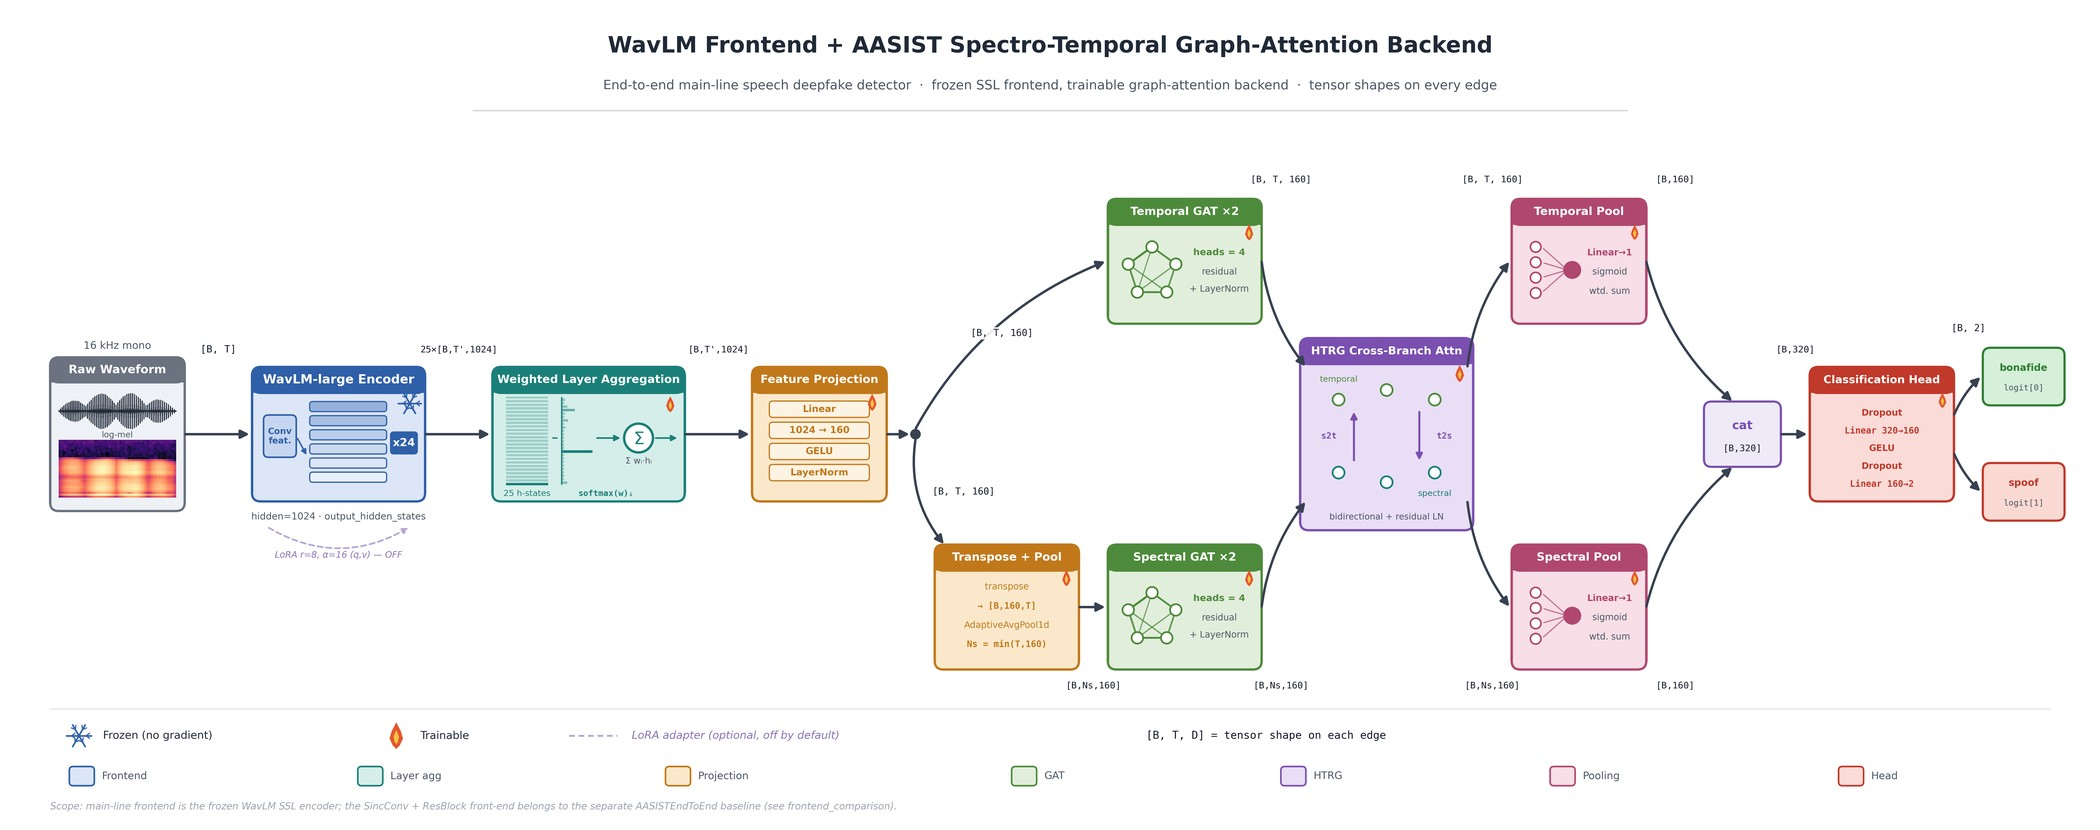 WavLM Frontend + AASIST Spectro-Temporal Graph-Attention Backend
End-to-end main-line speech deepfake detector · frozen SSL frontend, trainable graph-attention backend · tensor shapes on every edge
16 kHz mono
Raw Waveform
log-mel
[B, T]
WavLM-large Encoder
Conv
feat.
x24
hidden=1024 · output_hidden_states
LoRA r=8, α=16 (q,v) — OFF
25×[B,T',1024]
Weighted Layer Aggregation
Σ
Σ wᵢ·hᵢ
25 h-states
softmax(w)ᵢ
[B,T',1024]
Feature Projection
Linear
1024 → 160
GELU
LayerNorm
[B, T, 160]
[B, T, 160]
Transpose + Pool
transpose
→ [B,160,T]
AdaptiveAvgPool1d
Ns = min(T,160)
[B,Ns,160]
Temporal GAT ×2
heads = 4
residual
+ LayerNorm
[B, T, 160]
Spectral GAT ×2
heads = 4
residual
+ LayerNorm
[B,Ns,160]
HTRG Cross-Branch Attn
temporal
s2t
t2s
spectral
bidirectional + residual LN
[B, T, 160]
Temporal Pool
Linear→1
sigmoid
wtd. sum
[B,160]
[B,Ns,160]
Spectral Pool
Linear→1
sigmoid
wtd. sum
[B,160]
cat
[B,320]
[B,320]
Classification Head
Dropout
Linear 320→160
GELU
Dropout
Linear 160→2
[B, 2]
bonafide
logit[0]
spoof
logit[1]
Frozen (no gradient)
Trainable
LoRA adapter (optional, off by default)
[B, T, D] = tensor shape on each edge
Frontend
Layer agg
Projection
GAT
HTRG
Pooling
Head
Scope: main-line frontend is the frozen WavLM SSL encoder; the SincConv + ResBlock front-end belongs to the separate AASISTEndToEnd baseline (see frontend_comparison).